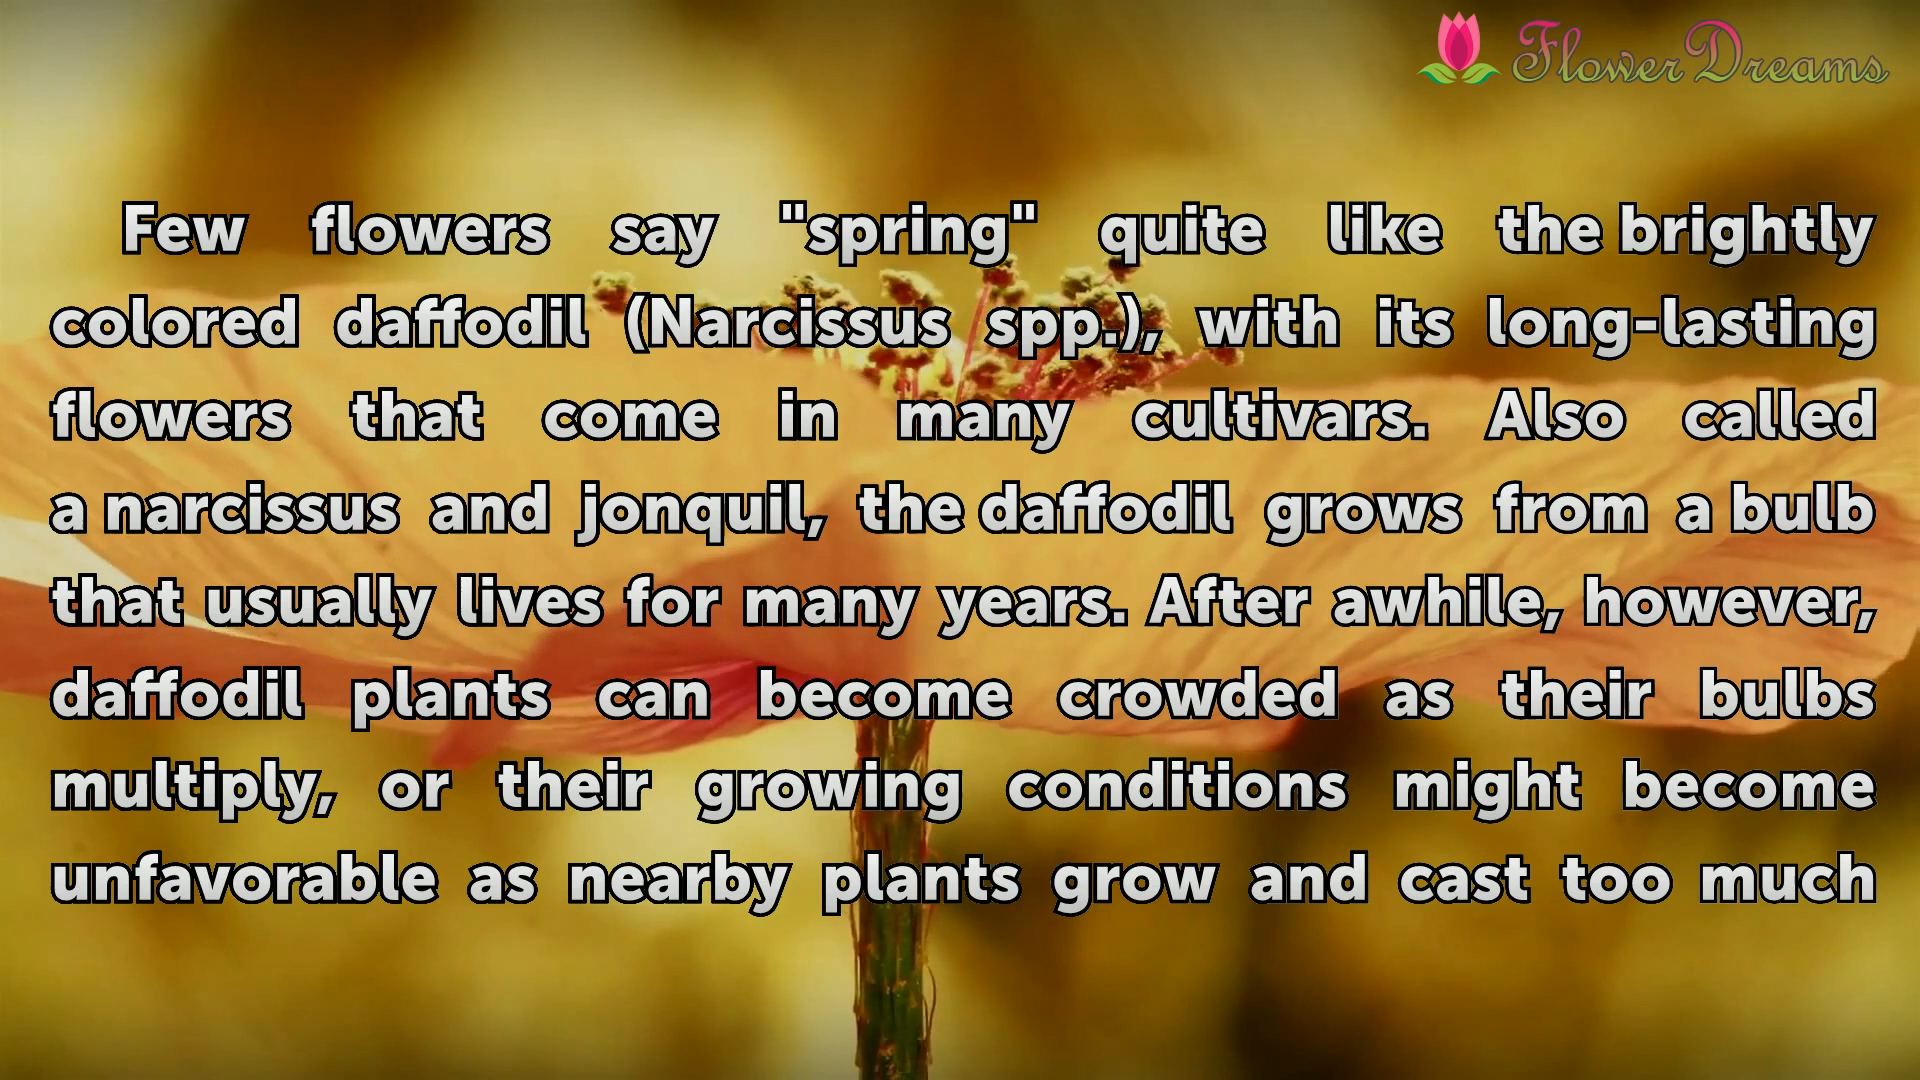 Flower Dreams
Few flowers say "spring" quite like the brightly
colored daffodil (Narcissus spp.), with its long-lasting
flowers that come in many cultivars. Also called
a narcissus and jonquil, the daffodil grows from a bulb
that usually lives for many years. After awhile, however,
daffodil plants can become crowded as their bulbs
multiply, or their growing conditions might become
unfavorable as nearby plants grow and cast too much